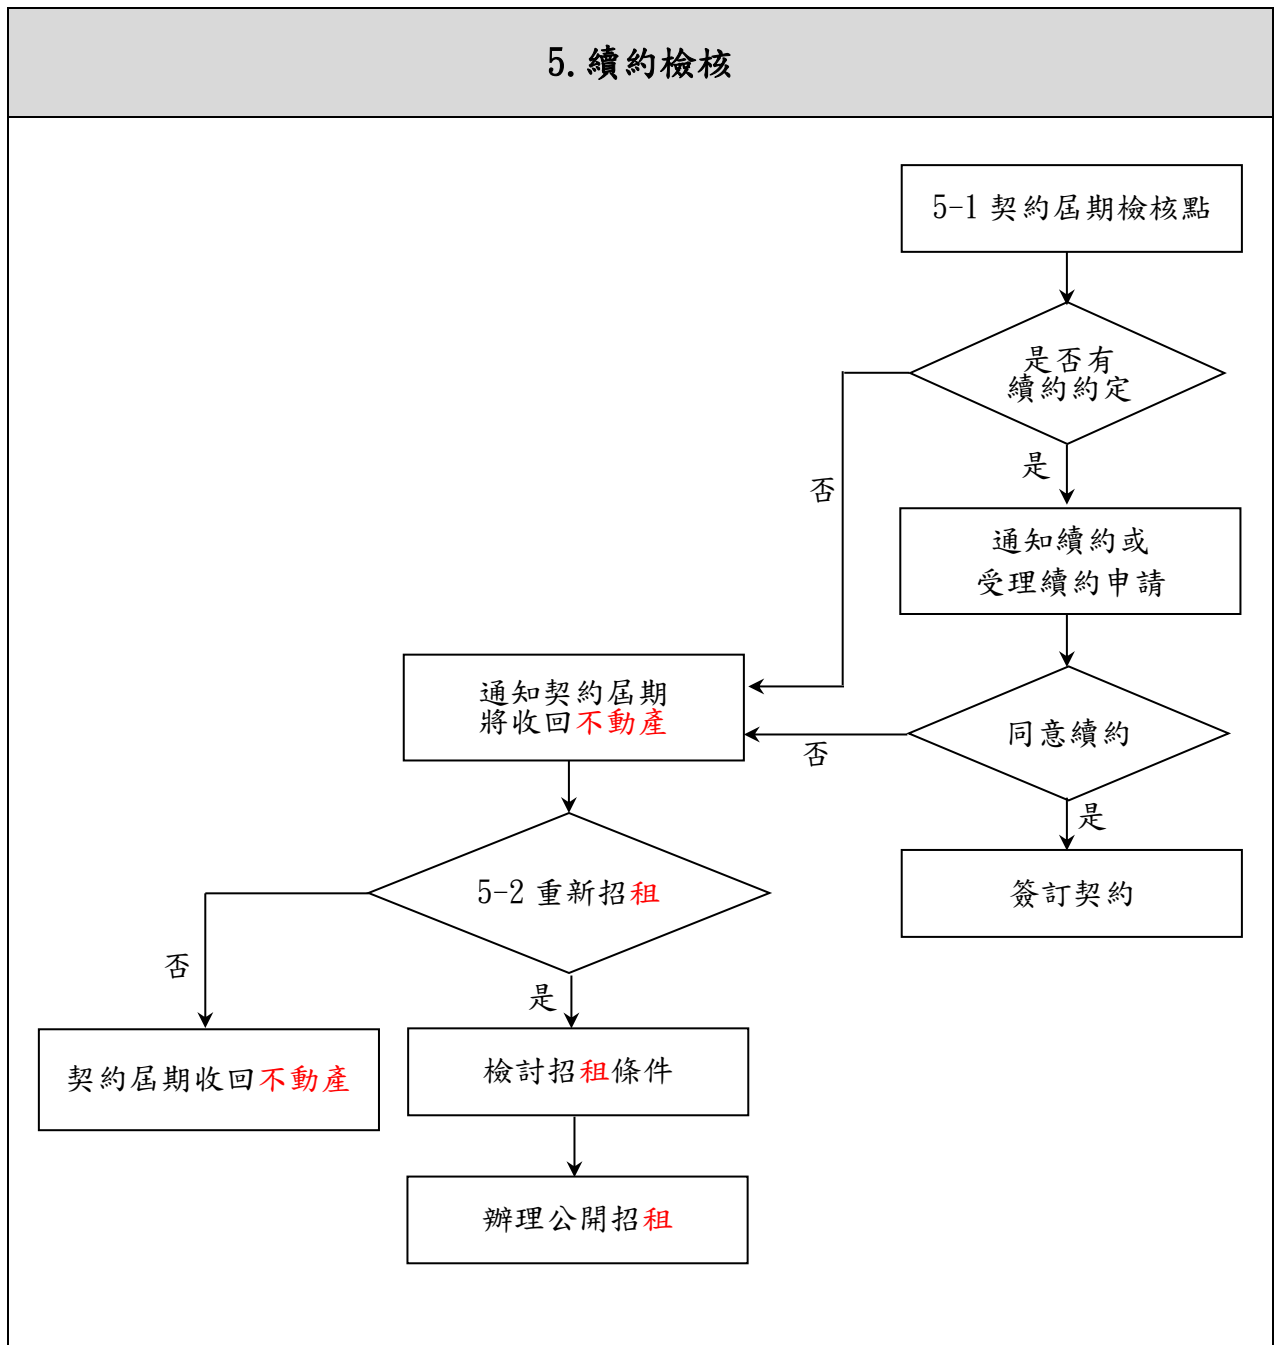 5.續約檢核
5-1 契約屆期檢核點
是否有
續約約定
是
否
通知續約或
受理續約申請
通知契約屆期
將收回不動產
同意續約
否
是
5-2 重新招租
簽訂契約
否
是
契約屆期收回不動產
檢討招租條件
辦理公開招租